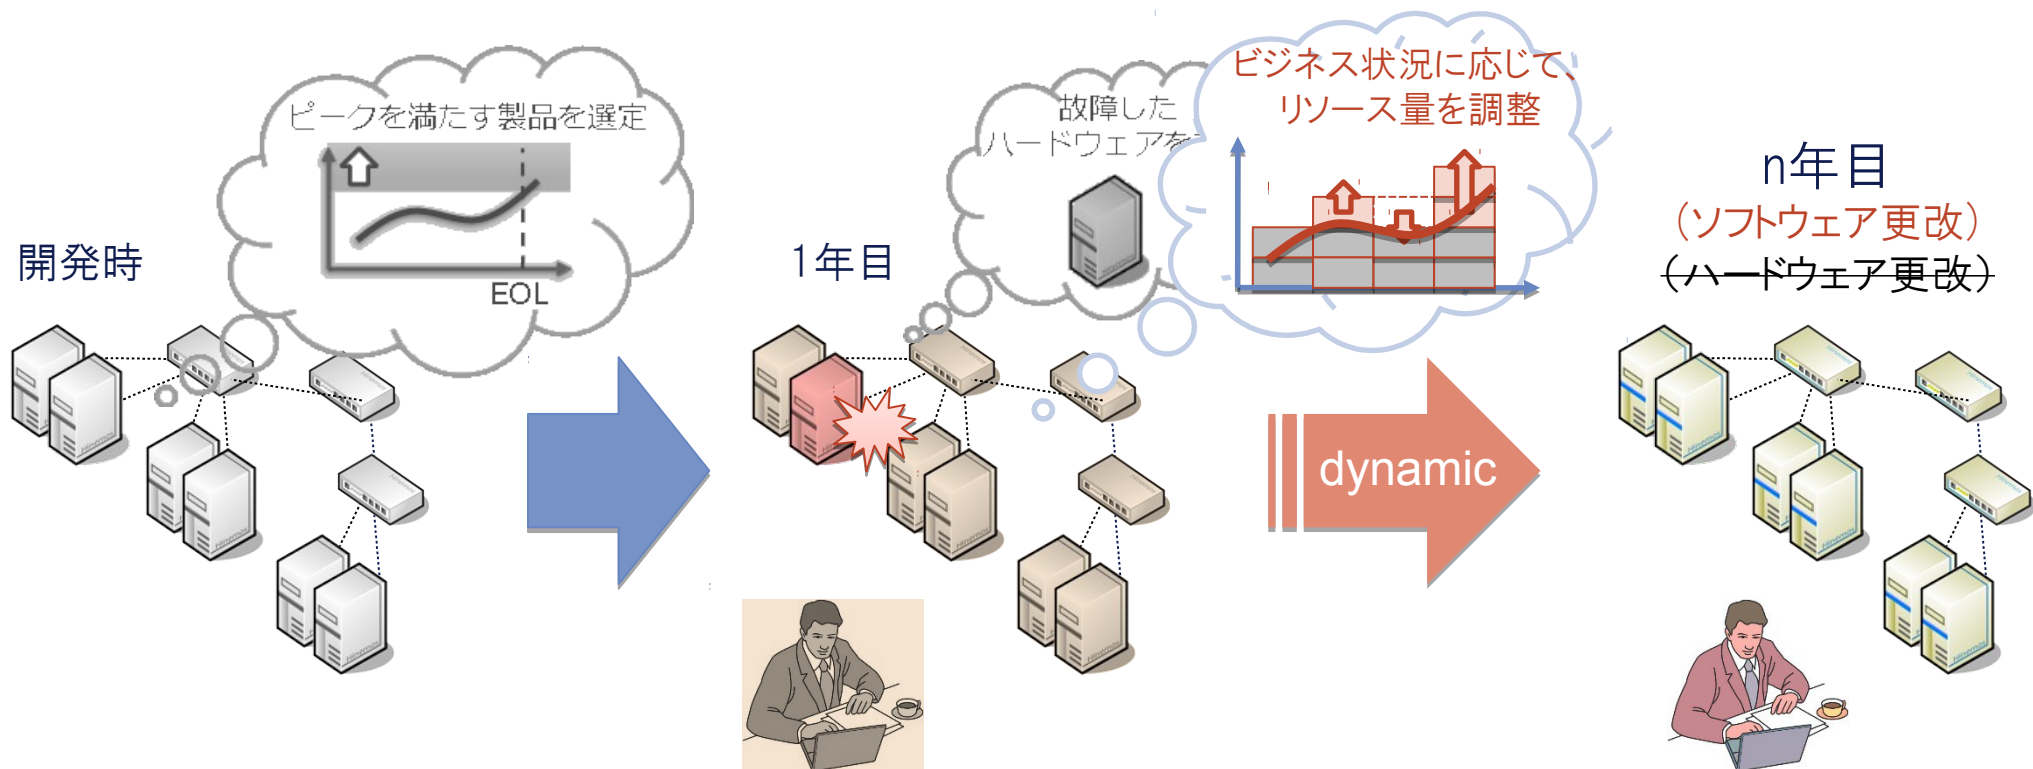 開発時
ピークを満たす製品を選定
EOL
1年目
故障した
ハードウェアを
ビジネス状況に応じて、
リソース量を調整
dynamic
n年目
(ソフトウェア更改)
(ハードウェア更改)
Hinemos